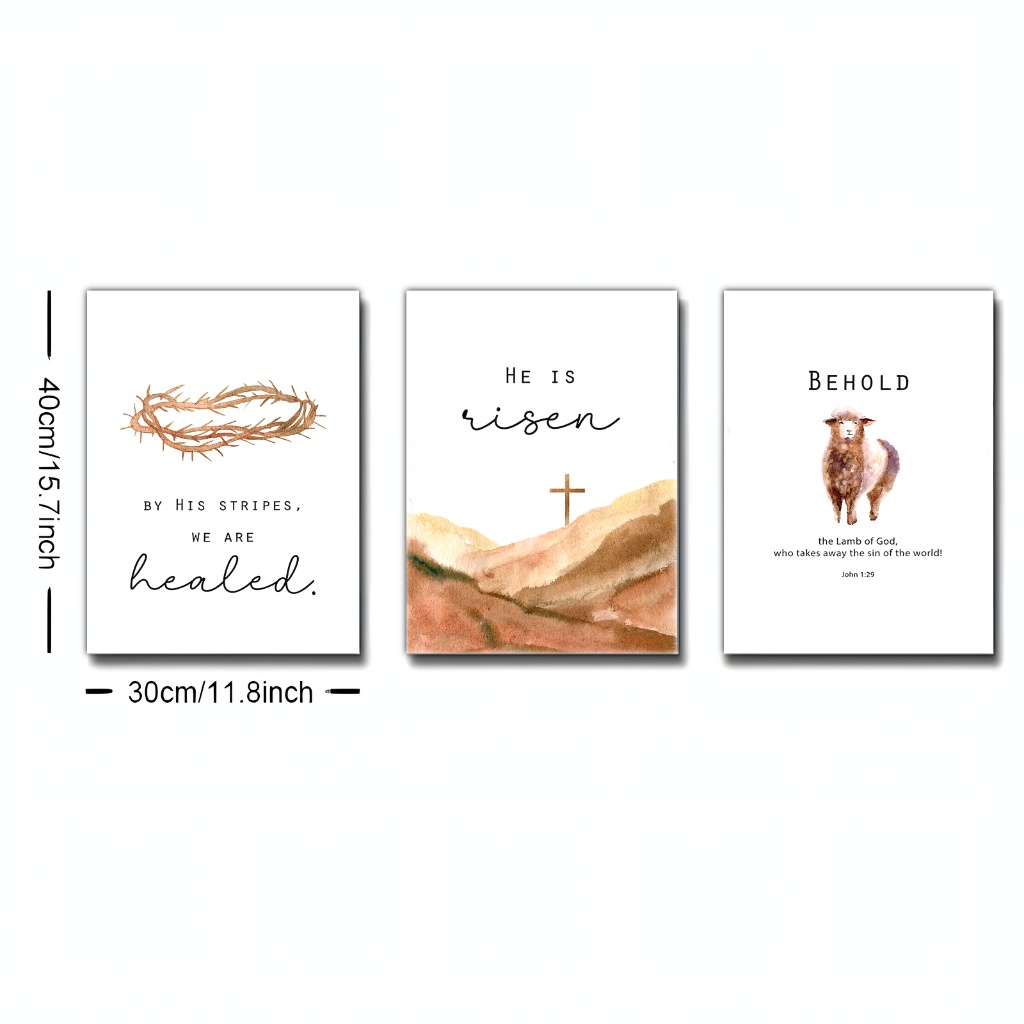 40cm/15.7inch
BY HIS STRIPES,
WE ARE
healed.
30cm/11.8inch
HE IS
risen
BEHOLD
the Lamb of God,
who takes away the sin of the world!
John 1:29